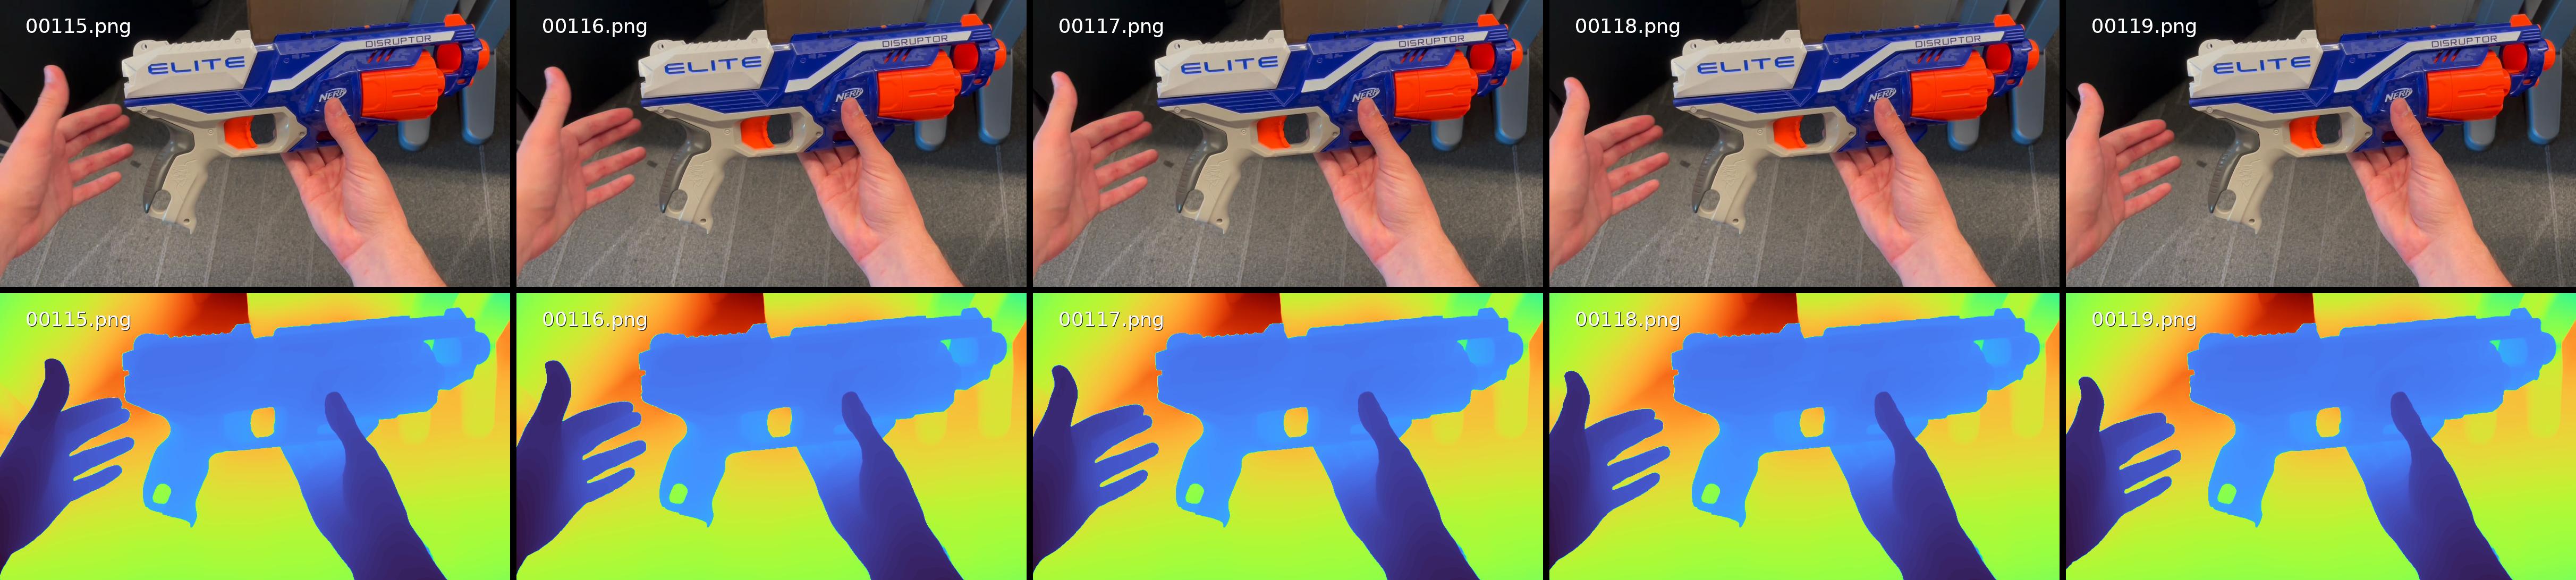 00115.png
DISRUPTOR
ELITE
NERF
00116.png
DISRUPTOR
ELITE
NERF
00117.png
DISRUPTOR
ELITE
NERF
00118.png
DISRUPTOR
ELITE
NERF
00119.png
DISRUPTOR
ELITE
NERF
00115.png
00116.png
00117.png
00118.png
00119.png